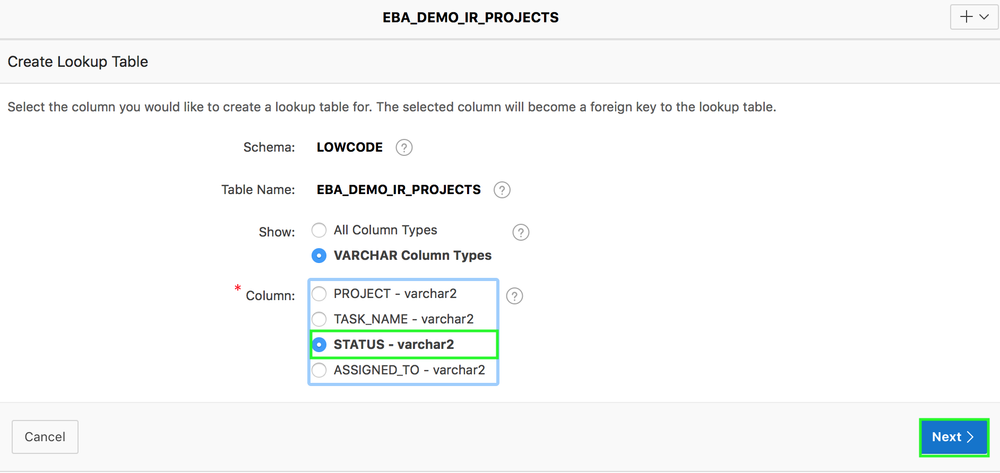 EBA_DEMO_IR_PROJECTS
Create Lookup Table
Select the column you would like to create a lookup table for. The selected column will become a foreign key to the lookup table.
Schema: LOWCODE ?
Table Name: EBA_DEMO_IR_PROJECTS ?
Show: All Column Types ?
VARCHAR Column Types
* Column: PROJECT - varchar2 ?
TASK_NAME - varchar2
STATUS - varchar2
ASSIGNED_TO - varchar2
Cancel
Next